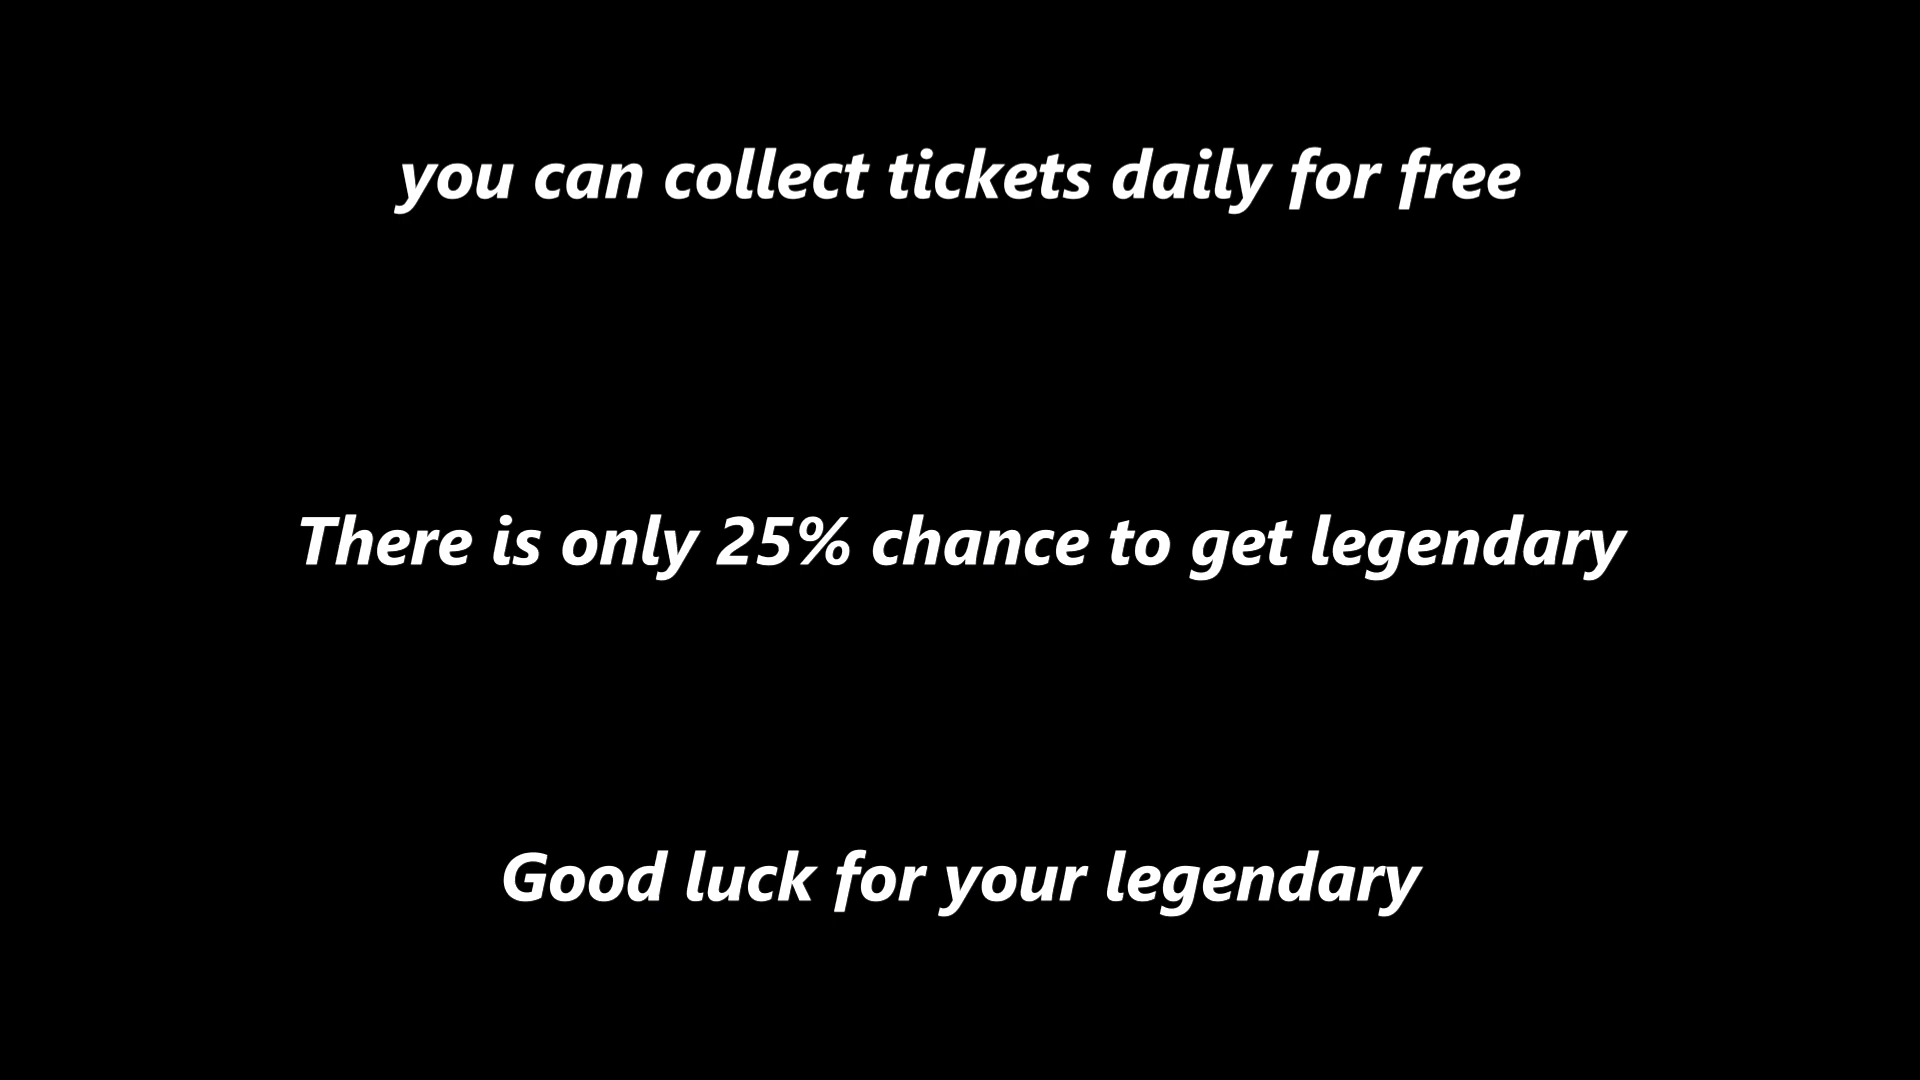 you can collect tickets daily for free
There is only 25% chance to get legendary
Good luck for your legendary